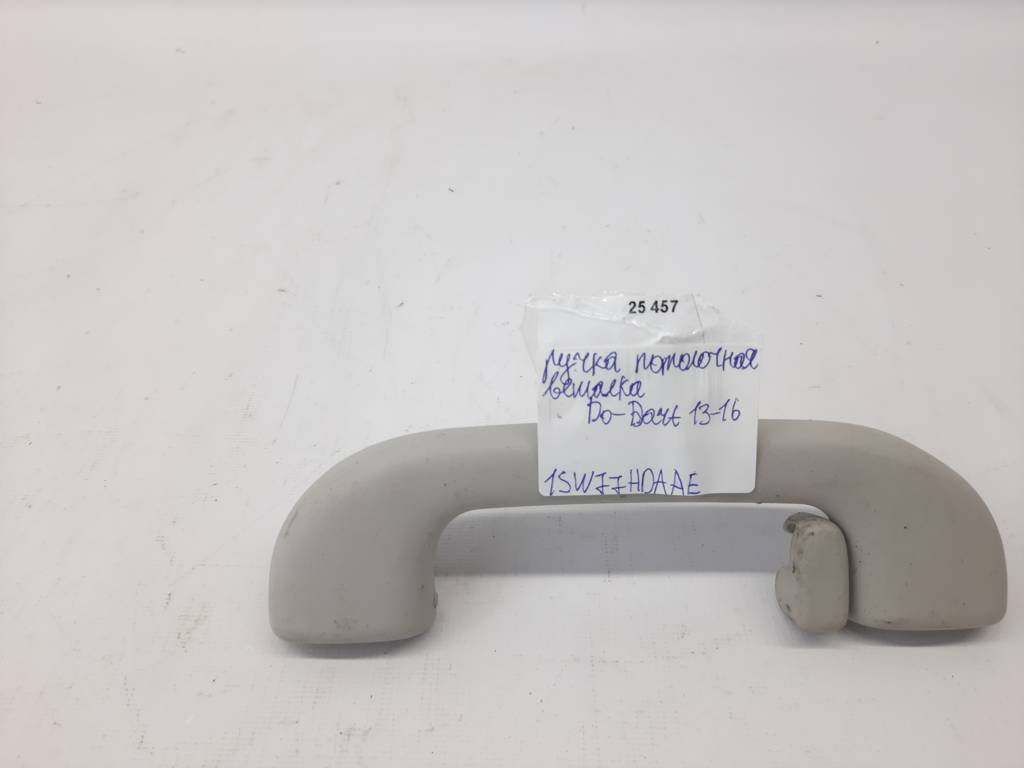 25 457
ручка потолочная
вешалка
Do-Dart 13-16
1SW77HDAAE